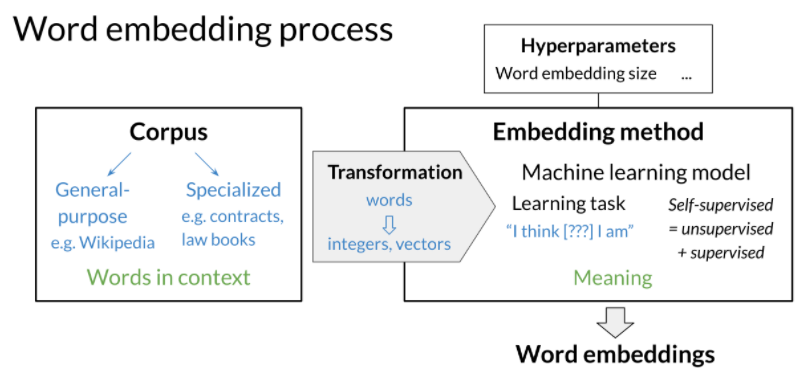 Word embedding process
Hyperparameters
Word embedding size ...
Corpus
General-
purpose
e.g. Wikipedia
Specialized
e.g. contracts,
law books
Words in context
Transformation
words
integers, vectors
Embedding method
Machine learning model
Learning task
“I think [???] I am”
Self-supervised
= unsupervised
+ supervised
Meaning
Word embeddings